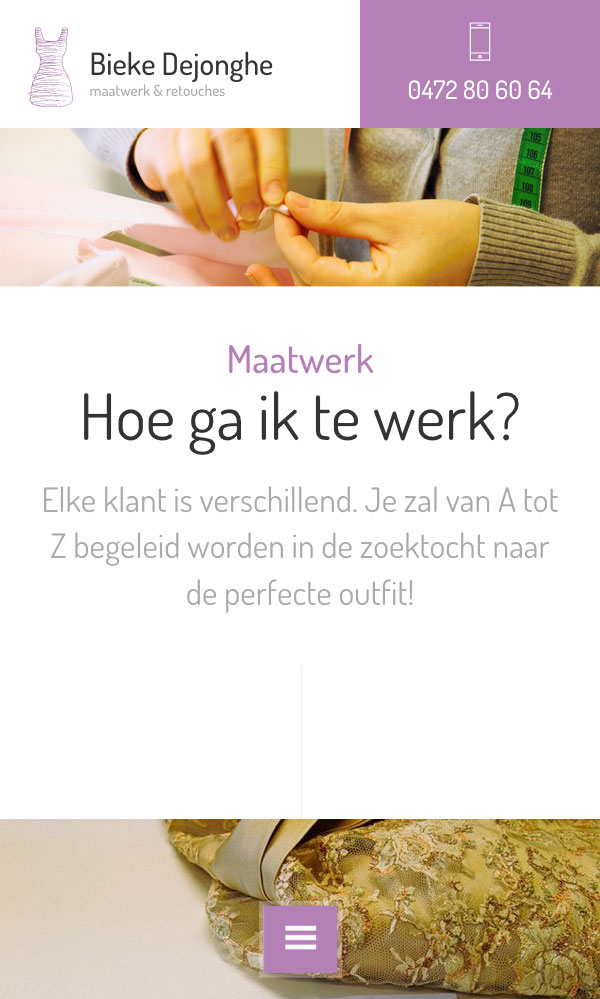 Bieke Dejonghe
maatwerk & retouches
0472 80 60 64
105
106
107
108
109
Maatwerk
Hoe ga ik te werk?
Elke klant is verschillend. Je zal van A tot
Z begeleid worden in de zoektocht naar
de perfecte outfit!